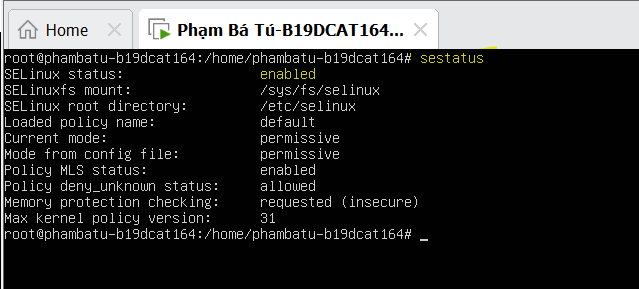 Home
Phạm Bá Tú-B19DCAT164...
root@phambatu-b19dcat164:/home/phambatu-b19dcat164# sestatus
SELinux status: enabled
SELinuxfs mount: /sys/fs/selinux
SELinux root directory: /etc/selinux
Loaded policy name: default
Current mode: permissive
Mode from config file: permissive
Policy MLS status: enabled
Policy deny_unknown status: allowed
Memory protection checking: requested (insecure)
Max kernel policy version: 31
root@phambatu-b19dcat164:/home/phambatu-b19dcat164# _